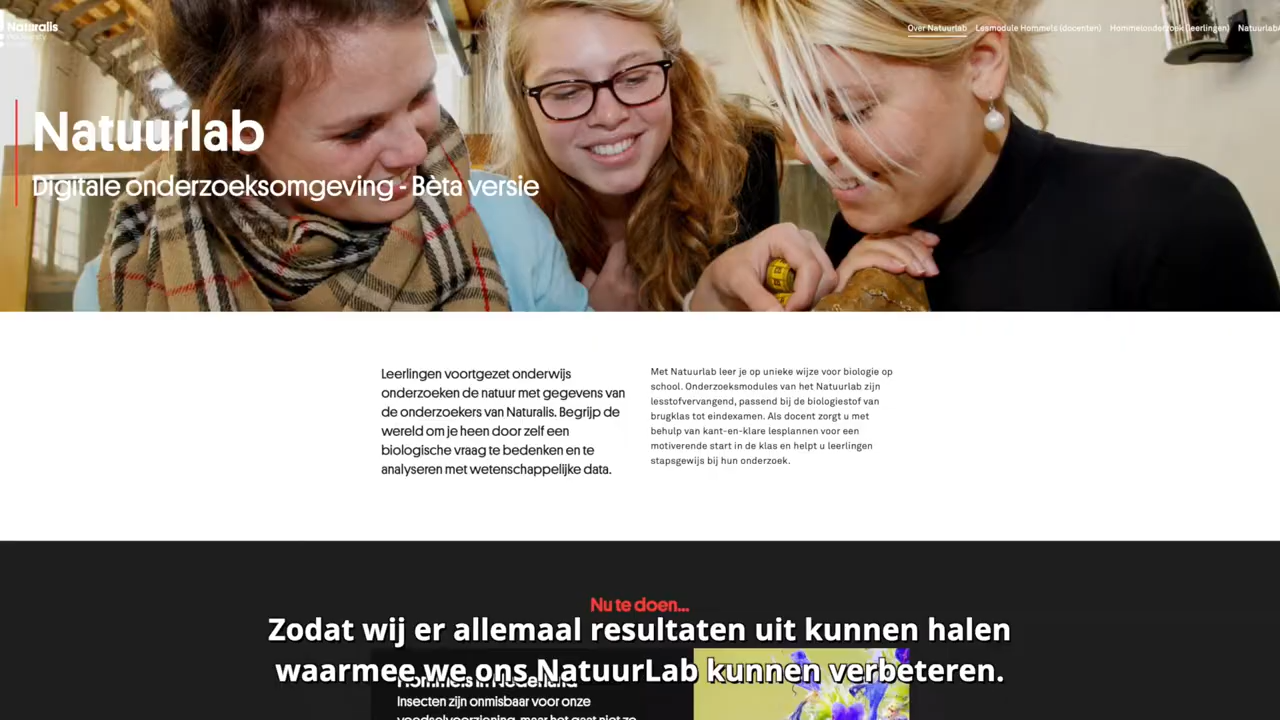 Naturalis
Over Natuurlab Lesmodule Hommels (docenten) Hommelonderzoek (leerlingen)
Natuurlab
Digitale onderzoeksomgeving - Bèta versie
Leerlingen voortgezet onderwijs
onderzoeken de natuur met gegevens van
de onderzoekers van Naturalis. Begrijp de
wereld om je heen door zelf een
biologische vraag te bedenken en te
analyseren met wetenschappelijke data.
Met Natuurlab leer je op unieke wijze voor biologie op
school. Onderzoeksmodules van het Natuurlab zijn
lesstofvervangend, passend bij de biologiestof van
brugklas tot eindexamen. Als docent zorgt u met
behulp van kant-en-klare lesplannen voor een
motiverende start in de klas en helpt u leerlingen
stapsgewijs bij hun onderzoek.
Nu te doen...
Zodat wij er allemaal resultaten uit kunnen halen
waarmee we ons NatuurLab kunnen verbeteren.
Hommels in Nederland
Insecten zijn onmisbaar voor onze